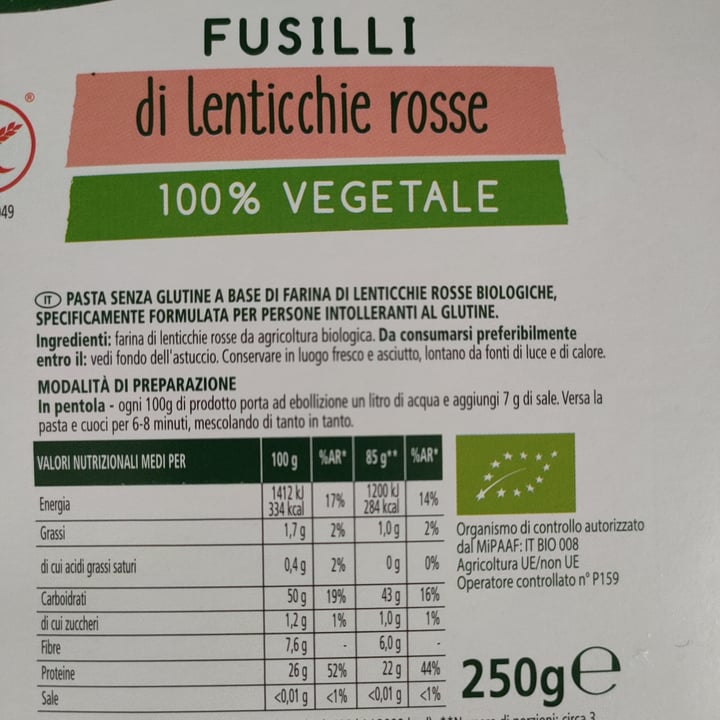 FUSILLI
di lenticchie rosse
®
100% VEGETALE
49
IT PASTA SENZA GLUTINE A BASE DI FARINA DI LENTICCHIE ROSSE BIOLOGICHE,
SPECIFICAMENTE FORMULATA PER PERSONE INTOLLERANTI AL GLUTINE.
Ingredienti: farina di lenticchie rosse da agricoltura biologica. Da consumarsi preferibilmente
entro il: vedi fondo dell'astuccio. Conservare in luogo fresco e asciutto, lontano da fonti di luce e di calore.
MODALITÀ DI PREPARAZIONE
In pentola - ogni 100g di prodotto porta ad ebollizione un litro di acqua e aggiungi 7 g di sale. Versa la
pasta e cuoci per 6-8 minuti, mescolando di tanto in tanto.
VALORI NUTRIZIONALI MEDI PER 100 g %AR* 85 g** %AR*
Energia 1412 kJ 334 kcal 17% 1200 kJ 284 kcal 14%
Grassi 1,7 g 2% 1,0 g 2%
di cui acidi grassi saturi 0,4 g 2% 0 g 0%
Carboidrati 50 g 19% 43 g 16%
di cui zuccheri 1,2 g 1% 1,0 g 1%
Fibre 7,6 g - 6,0 g -
Proteine 26 g 52% 22 g 44%
Sale <0,01 g <1% <0,01 g <1%
Organismo di controllo autorizzato
dal MiPAAF: IT BIO 008
Agricoltura UE/non UE
Operatore controllato n° P159
250g e